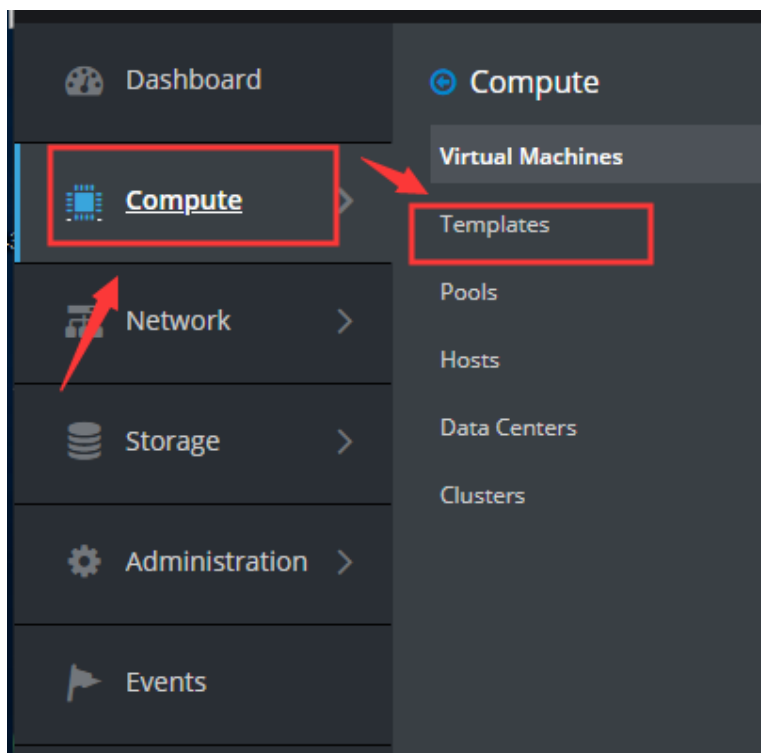 Dashboard
Compute
Network
Storage
Administration
Events
Compute
Virtual Machines
Templates
Pools
Hosts
Data Centers
Clusters